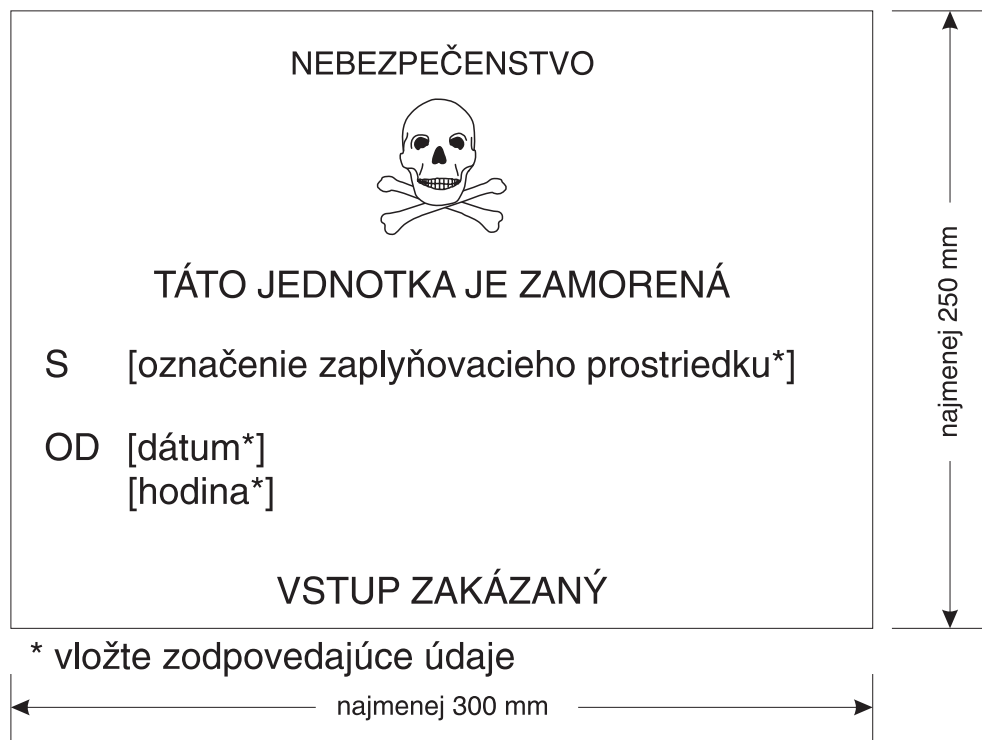 NEBEZPEČENSTVO
TÁTO JEDNOTKA JE ZAMORENÁ
S [označenie zaplyňovacieho prostriedku*]
OD [dátum*]
[hodina*]
VSTUP ZAKÁZANÝ
* vložte zodpovedajúce údaje
najmenej 300 mm
najmenej 250 mm